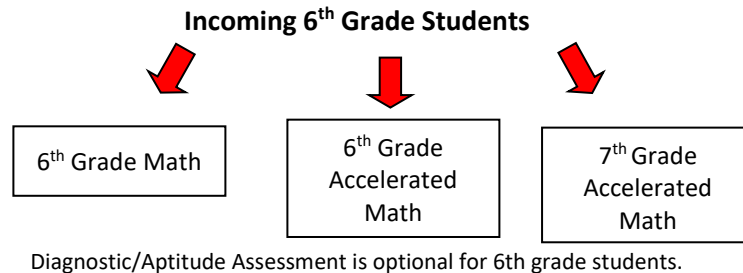 Incoming 6th Grade Students
6th Grade Math
6th Grade
Accelerated
Math
7th Grade
Accelerated
Math
Diagnostic/Aptitude Assessment is optional for 6th grade students.